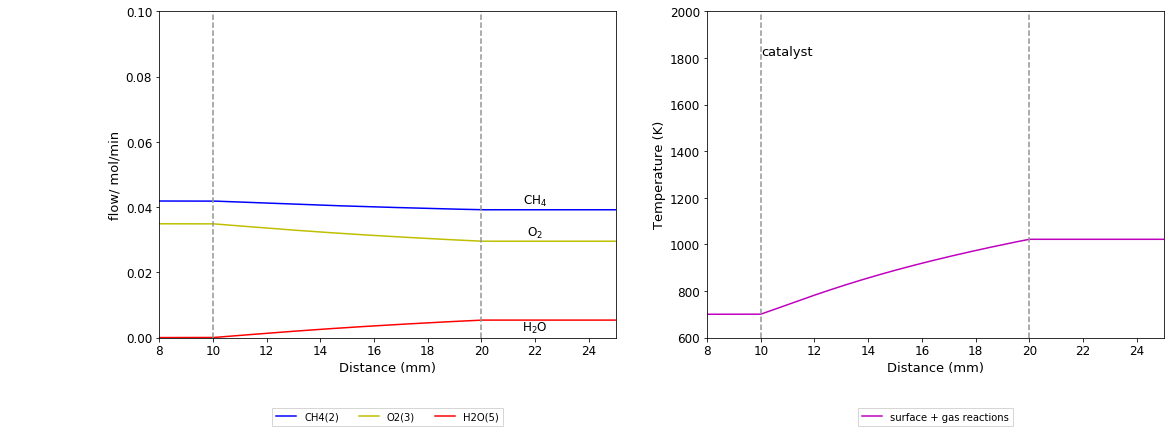 0.10
0.08
0.06
0.04
0.02
0.00
flow/ mol/min
CH₄
O₂
H₂O
8 10 12 14 16 18 20 22 24
Distance (mm)
CH4(2) O2(3) H2O(5)
2000
1800
1600
1400
1200
1000
800
600
Temperature (K)
catalyst
8 10 12 14 16 18 20 22 24
Distance (mm)
surface + gas reactions